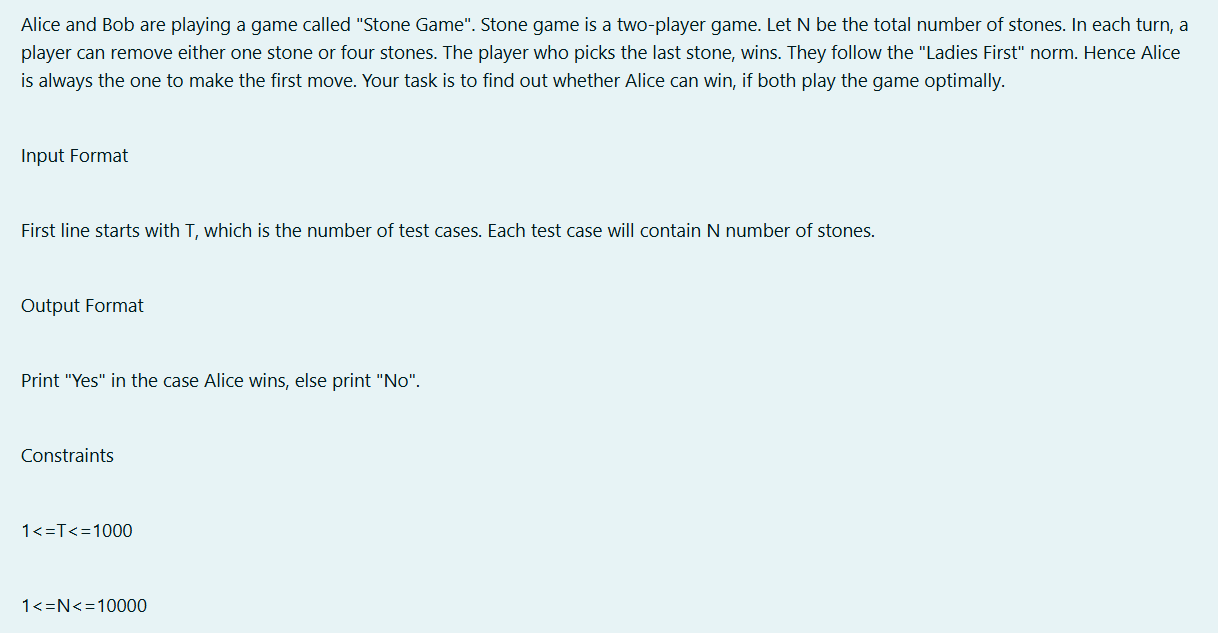 Alice and Bob are playing a game called "Stone Game". Stone game is a two-player game. Let N be the total number of stones. In each turn, a
player can remove either one stone or four stones. The player who picks the last stone, wins. They follow the "Ladies First" norm. Hence Alice
is always the one to make the first move. Your task is to find out whether Alice can win, if both play the game optimally.
Input Format
First line starts with T, which is the number of test cases. Each test case will contain N number of stones.
Output Format
Print "Yes" in the case Alice wins, else print "No".
Constraints
1<=T<=1000
1<=N<=10000